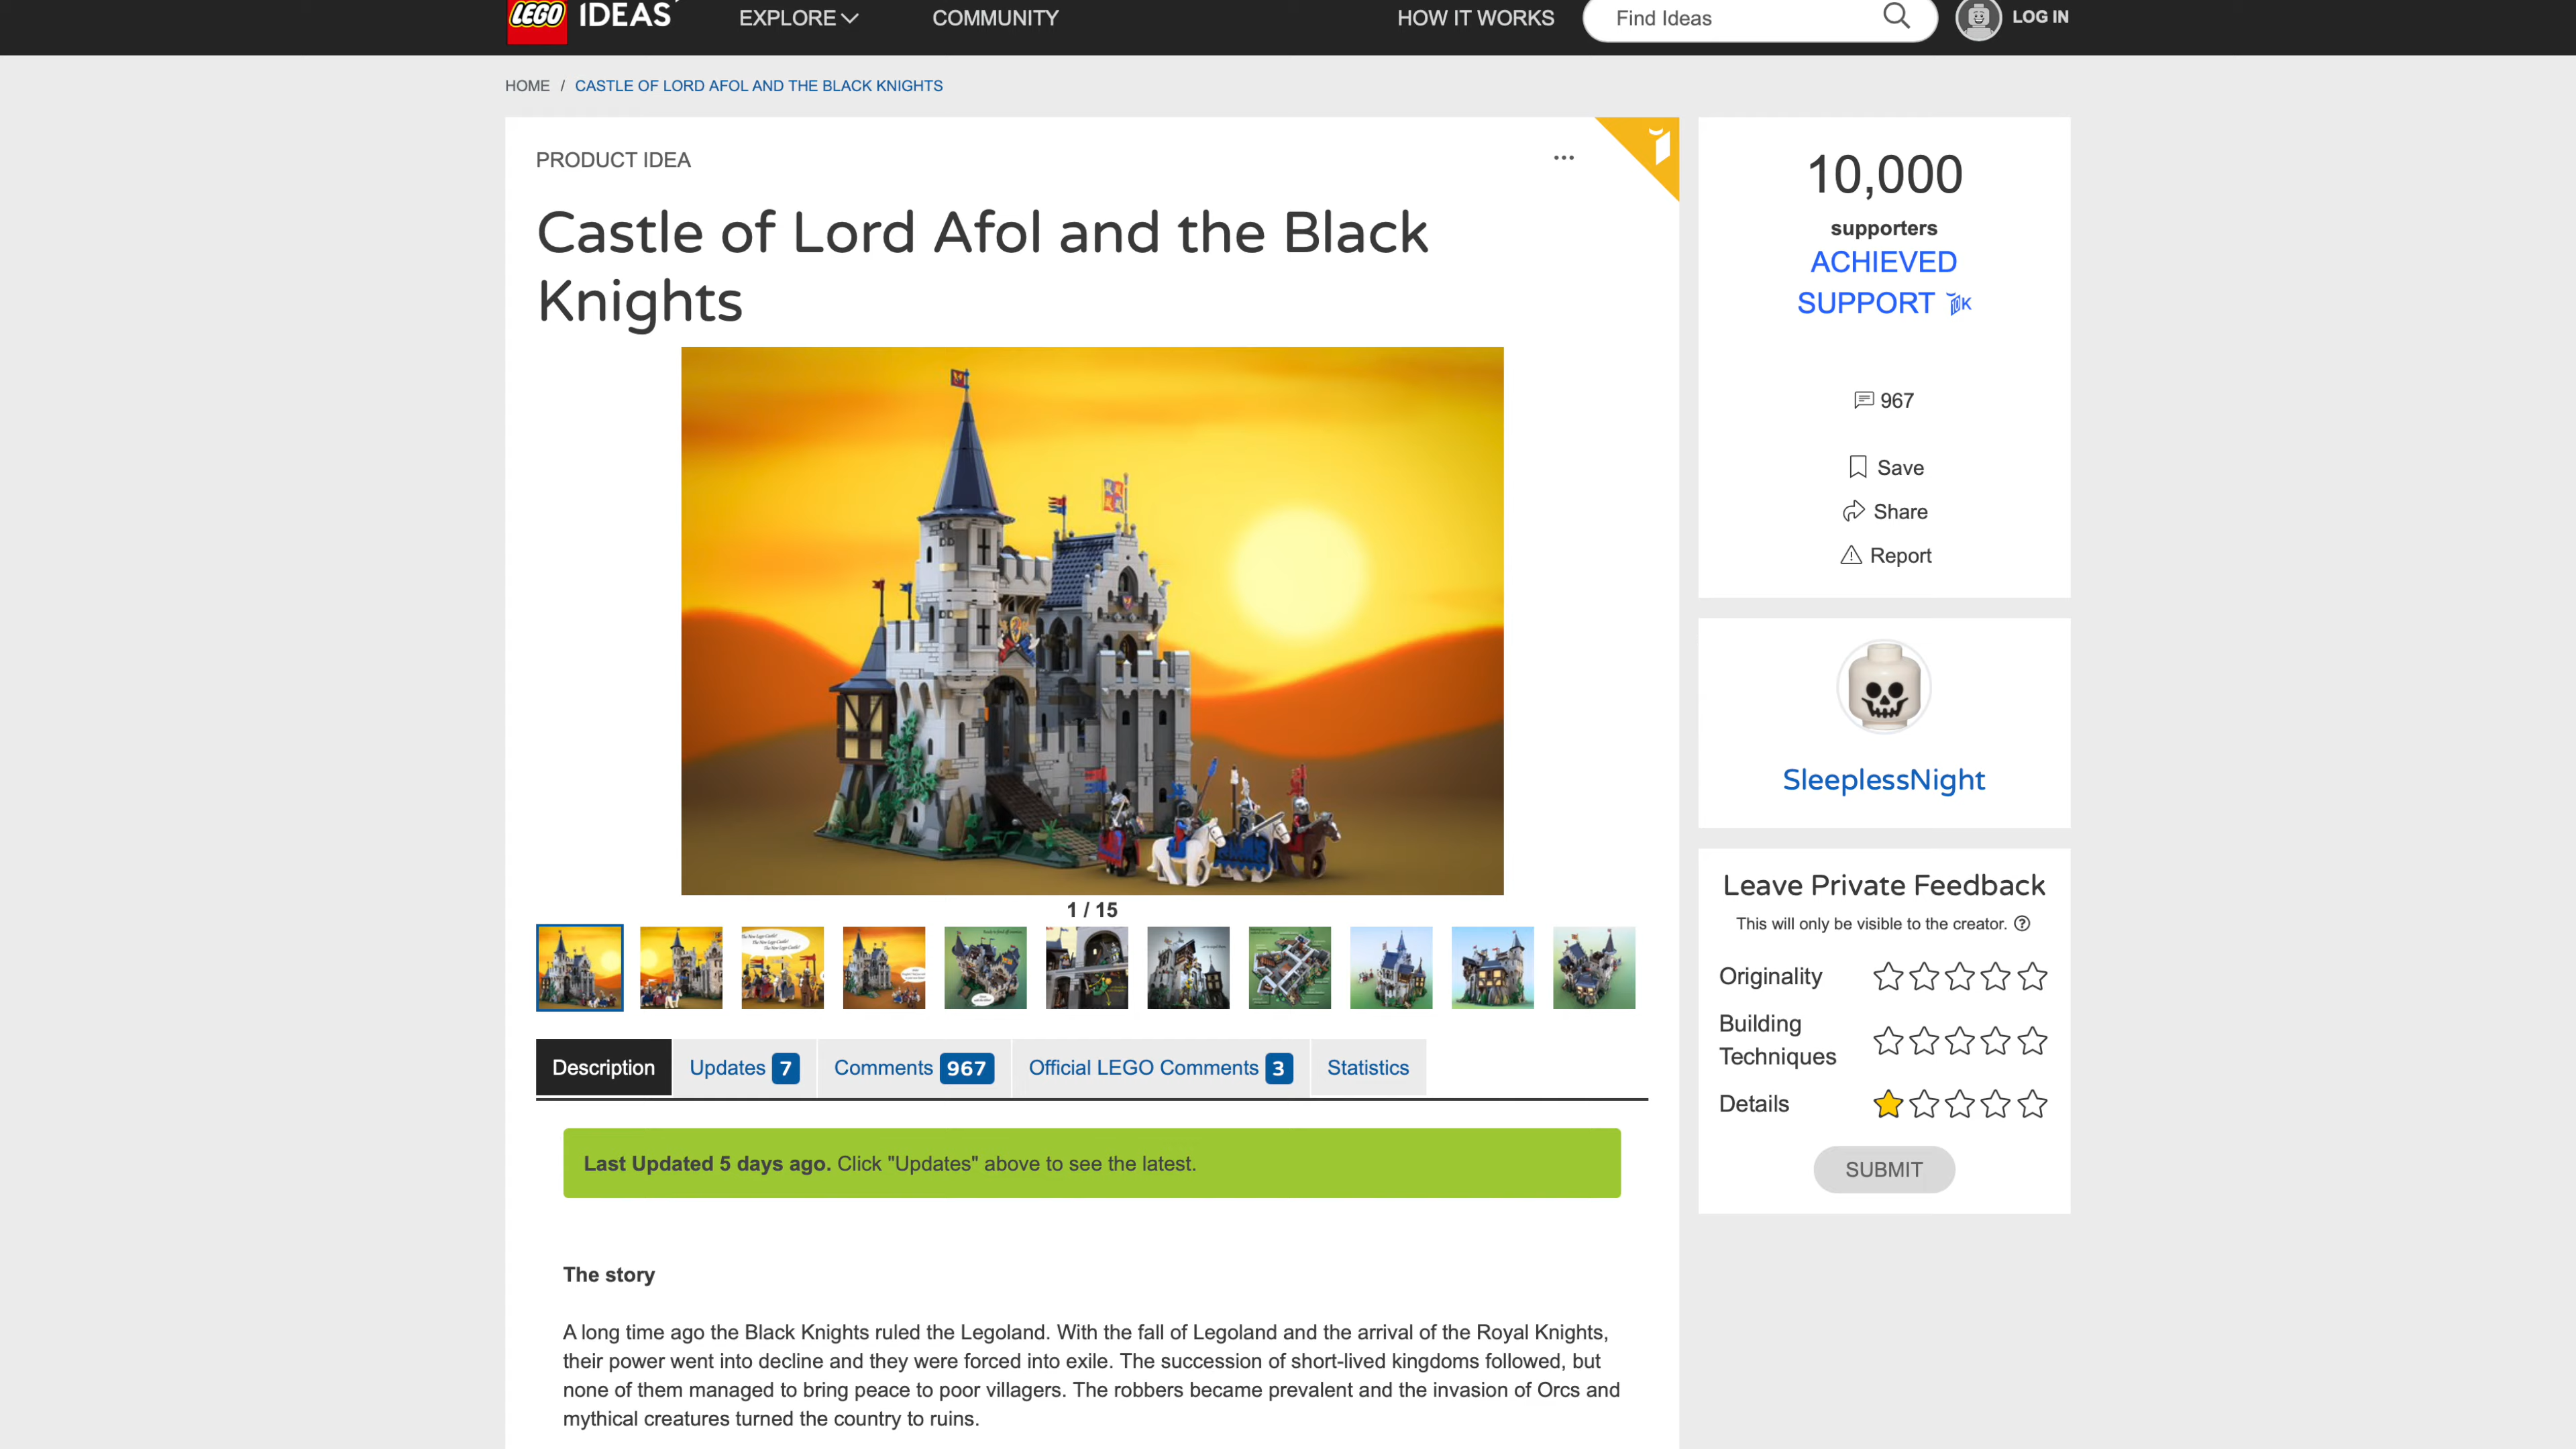 LEGO IDEAS
EXPLORE
COMMUNITY
HOW IT WORKS
Find Ideas
LOG IN
HOME / CASTLE OF LORD AFOL AND THE BLACK KNIGHTS
PRODUCT IDEA
Castle of Lord Afol and the Black
Knights
1 / 15
Description
Updates 7
Comments 967
Official LEGO Comments 3
Statistics
Last Updated 5 days ago. Click "Updates" above to see the latest.
The story
A long time ago the Black Knights ruled the Legoland. With the fall of Legoland and the arrival of the Royal Knights,
their power went into decline and they were forced into exile. The succession of short-lived kingdoms followed, but
none of them managed to bring peace to poor villagers. The robbers became prevalent and the invasion of Orcs and
mythical creatures turned the country to ruins.
10,000
supporters
ACHIEVED
SUPPORT 10K
967
Save
Share
Report
SleeplessNight
Leave Private Feedback
This will only be visible to the creator.
Originality
Building
Techniques
Details
SUBMIT